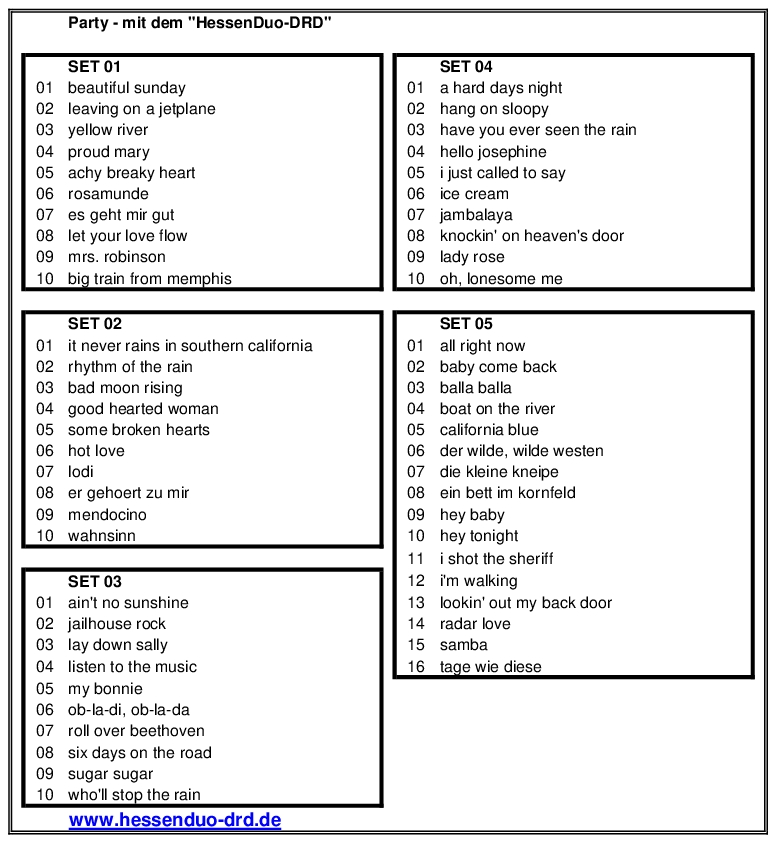 Party - mit dem "HessenDuo-DRD"
SET 01
01 beautiful sunday
02 leaving on a jetplane
03 yellow river
04 proud mary
05 achy breaky heart
06 rosamunde
07 es geht mir gut
08 let your love flow
09 mrs. robinson
10 big train from memphis
SET 02
01 it never rains in southern california
02 rhythm of the rain
03 bad moon rising
04 good hearted woman
05 some broken hearts
06 hot love
07 lodi
08 er gehoert zu mir
09 mendocino
10 wahnsinn
SET 03
01 ain't no sunshine
02 jailhouse rock
03 lay down sally
04 listen to the music
05 my bonnie
06 ob-la-di, ob-la-da
07 roll over beethoven
08 six days on the road
09 sugar sugar
10 who'll stop the rain
www.hessenduo-drd.de
SET 04
01 a hard days night
02 hang on sloopy
03 have you ever seen the rain
04 hello josephine
05 i just called to say
06 ice cream
07 jambalaya
08 knockin' on heaven's door
09 lady rose
10 oh, lonesome me
SET 05
01 all right now
02 baby come back
03 balla balla
04 boat on the river
05 california blue
06 der wilde, wilde westen
07 die kleine kneipe
08 ein bett im kornfeld
09 hey baby
10 hey tonight
11 i shot the sheriff
12 i'm walking
13 lookin' out my back door
14 radar love
15 samba
16 tage wie diese